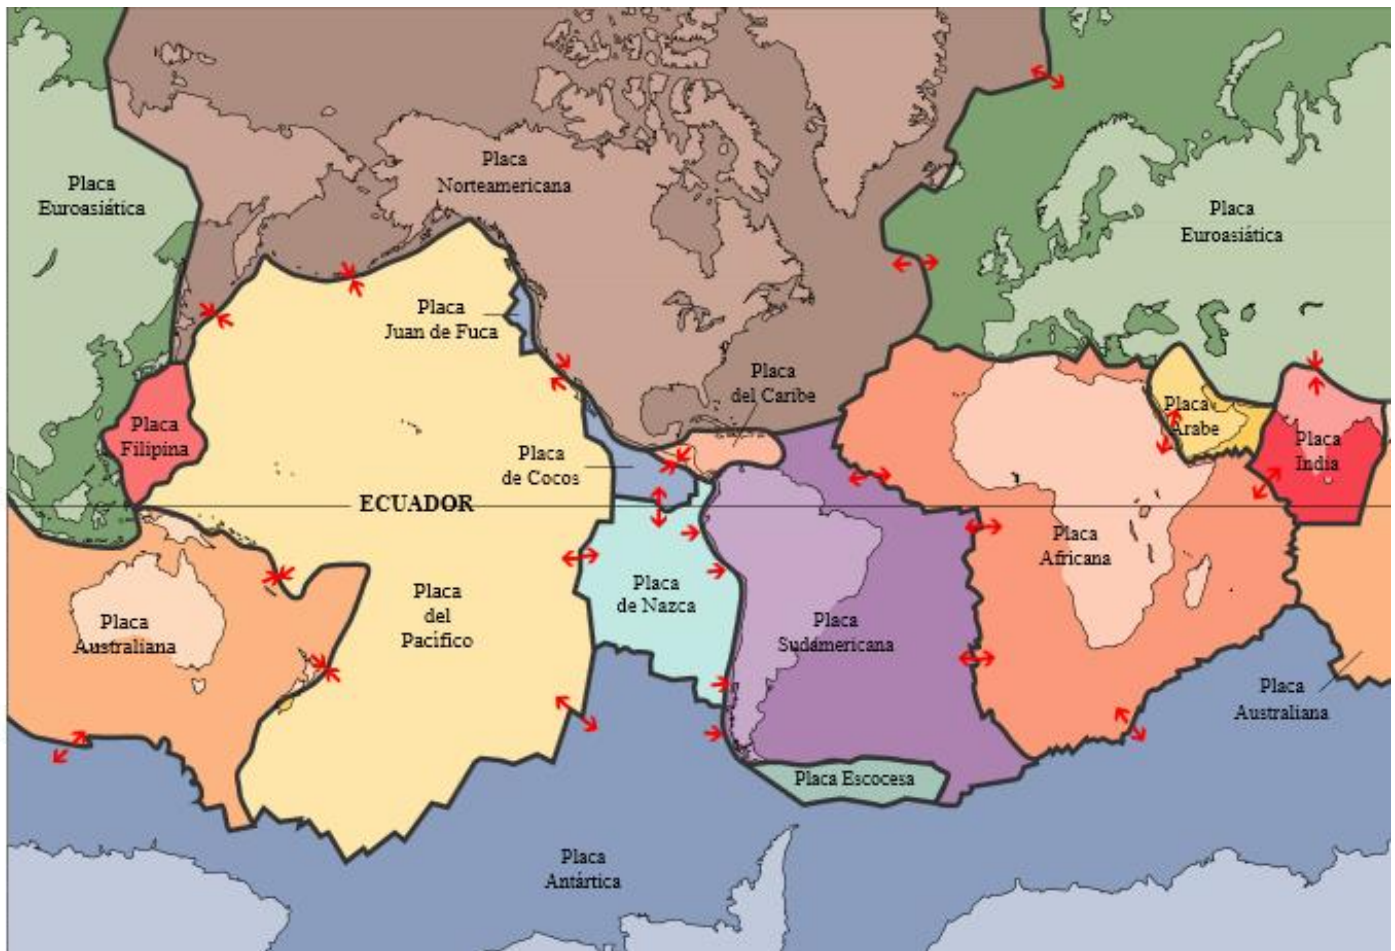 Placa
Norteamericana
Placa
Euroasiática
Placa
Euroasiática
Placa
Juan de Fuca
Placa
del Caribe
Placa
Filipina
Placa
de Cocos
Placa
Arabe
Placa
India
ECUADOR
Placa
Africana
Placa
de Nazca
Placa
del
Pacífico
Placa
Australiana
Placa
Sudamericana
Placa
Australiana
Placa Escocesa
Placa
Antártica